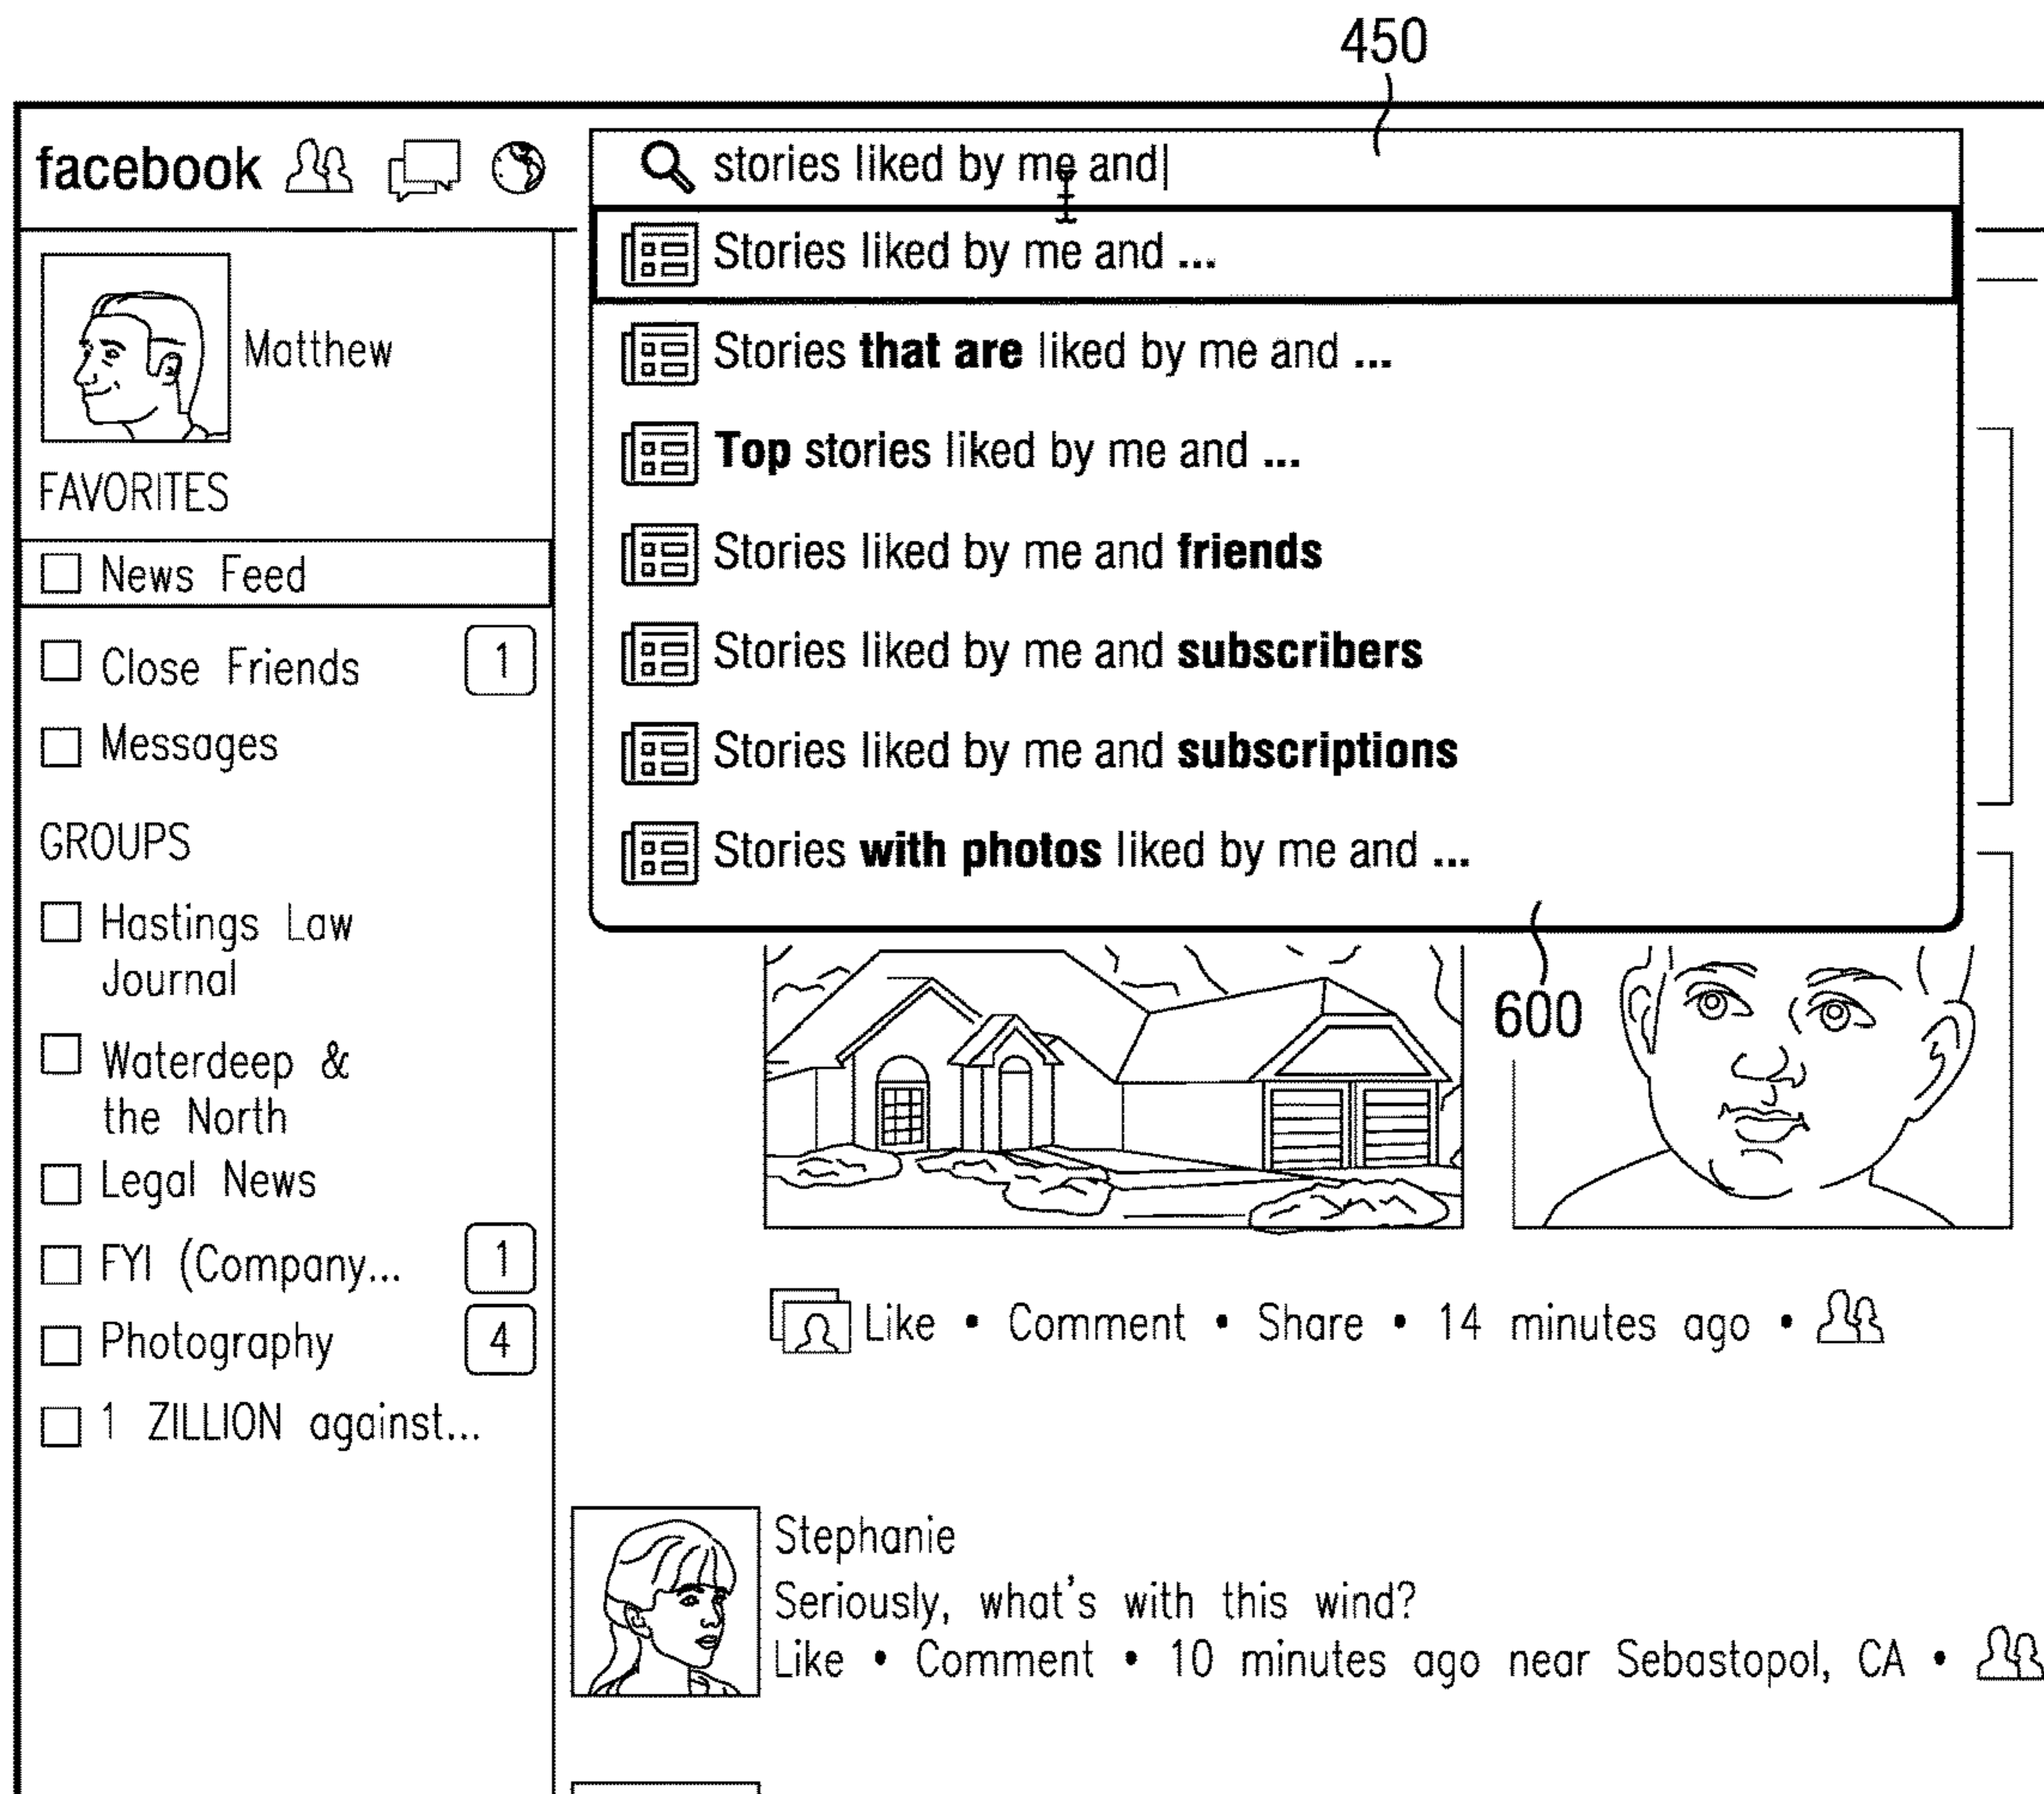 450
facebook
stories liked by me and
Stories liked by me and ...
Stories that are liked by me and ...
Top stories liked by me and ...
Stories liked by me and friends
Stories liked by me and subscribers
Stories liked by me and subscriptions
Stories with photos liked by me and ...
600
Matthew
FAVORITES
News Feed
Close Friends 1
Messages
GROUPS
Hastings Law
Journal
Waterdeep &
the North
Legal News
FYI (Company... 1
Photography 4
1 ZILLION against...
Like • Comment • Share • 14 minutes ago •
Stephanie
Seriously, what's with this wind?
Like • Comment • 10 minutes ago near Sebastopol, CA •